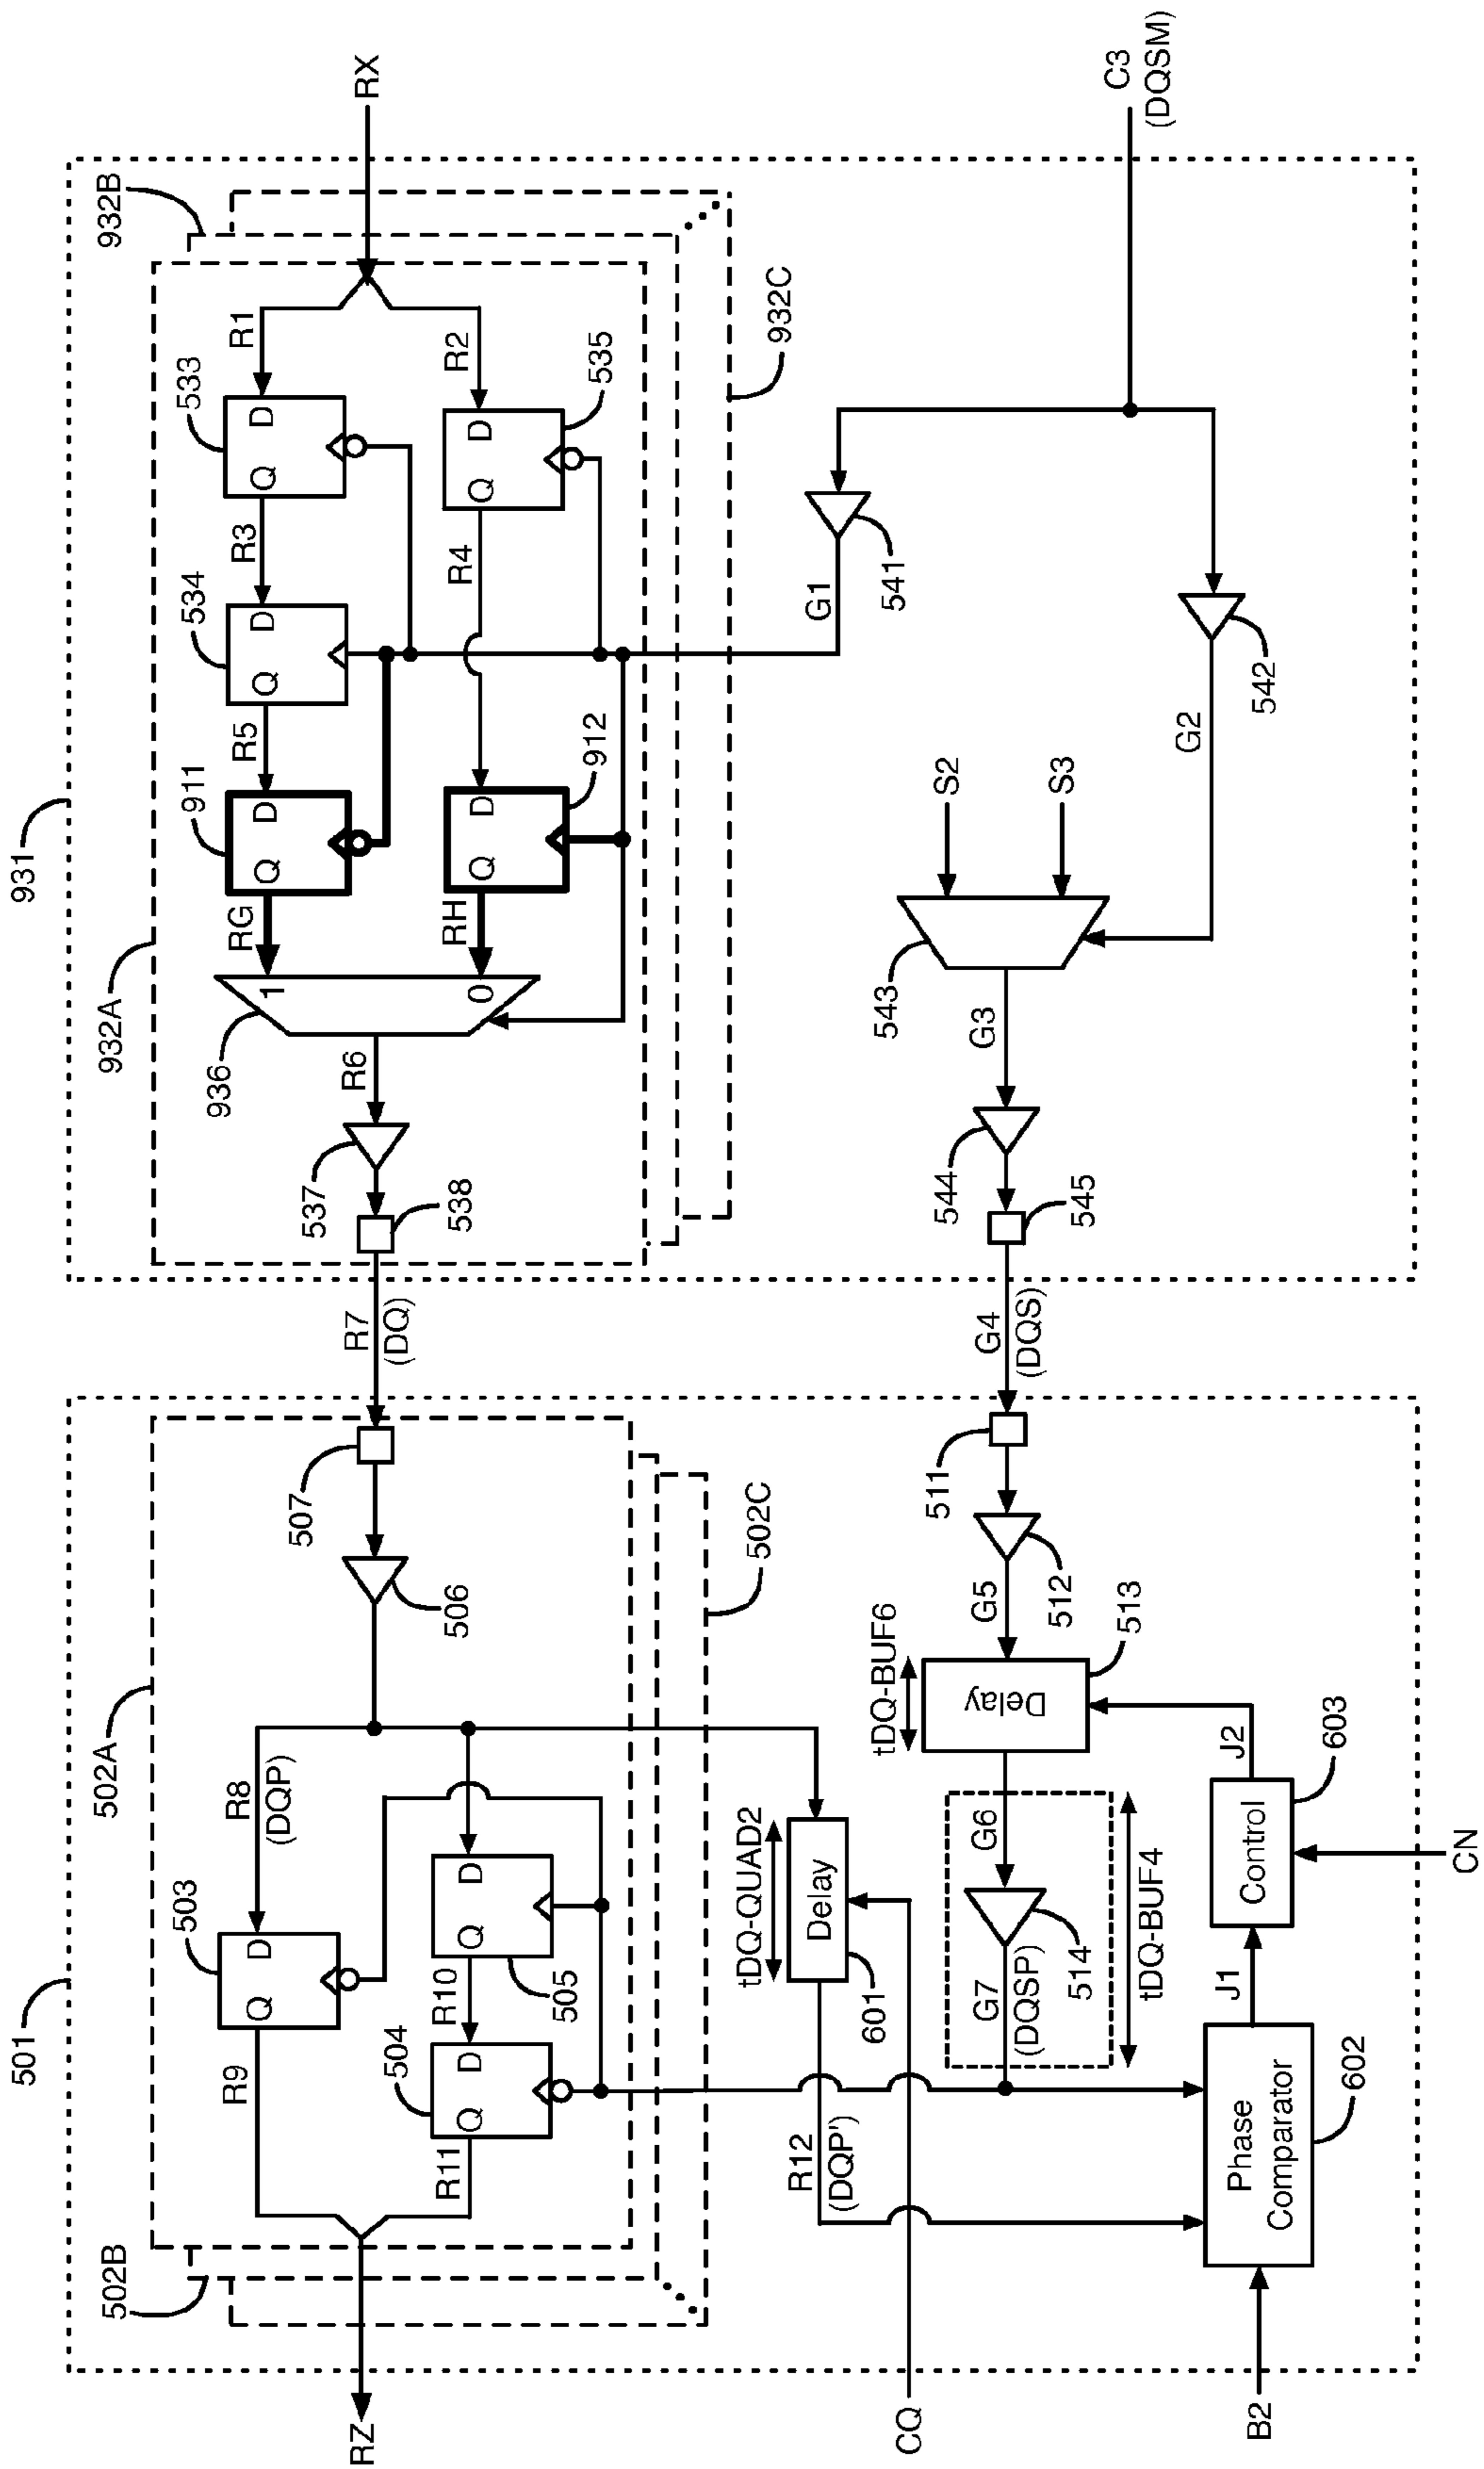 931
932A
932B
932C
RX
R1
R2
533
D
Q
535
D
Q
R3
R4
534
D
Q
R5
911
D
Q
912
D
Q
RG
RH
936
1
0
R6
537
538
541
G1
C3
(DQSM)
542
G2
S2
S3
543
G3
544
545
R7
(DQ)
G4
(DQS)
501
502A
502B
502C
507
506
R8
(DQP)
503
D
Q
R9
505
D
Q
R10
504
D
Q
R11
RZ
511
512
G5
tDQ-BUF6
Delay
513
tDQ-QUAD2
Delay
601
R12
(DQP')
G6
514
G7
(DQSP)
tDQ-BUF4
J2
Control
603
J1
CN
Phase
Comparator
602
CQ
B2